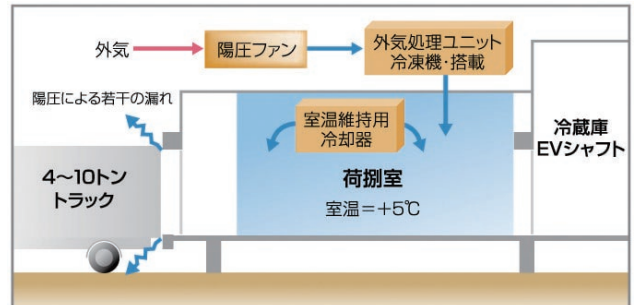 外気
陽圧ファン
外気処理ユニット
冷凍機・搭載
陽圧による若干の漏れ
室温維持用
冷却器
冷蔵庫
EVシャフト
4〜10トン
トラック
荷捌室
室温=+5℃